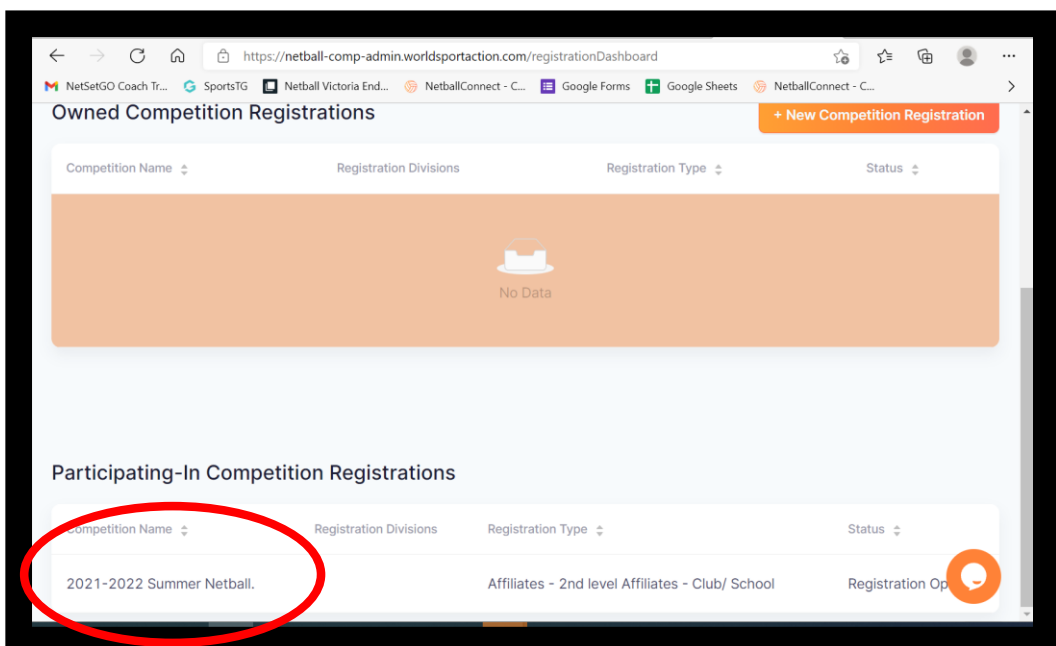 https://netball-comp-admin.worldsportaction.com/registrationDashboard
NetSetGO Coach Tr... SportsTG Netball Victoria End... NetballConnect - C... Google Forms Google Sheets NetballConnect - C...
Owned Competition Registrations + New Competition Registration
Competition Name Registration Divisions Registration Type Status
No Data
Participating-In Competition Registrations
Competition Name Registration Divisions Registration Type Status
2021-2022 Summer Netball. Affiliates - 2nd level Affiliates - Club/ School Registration Op